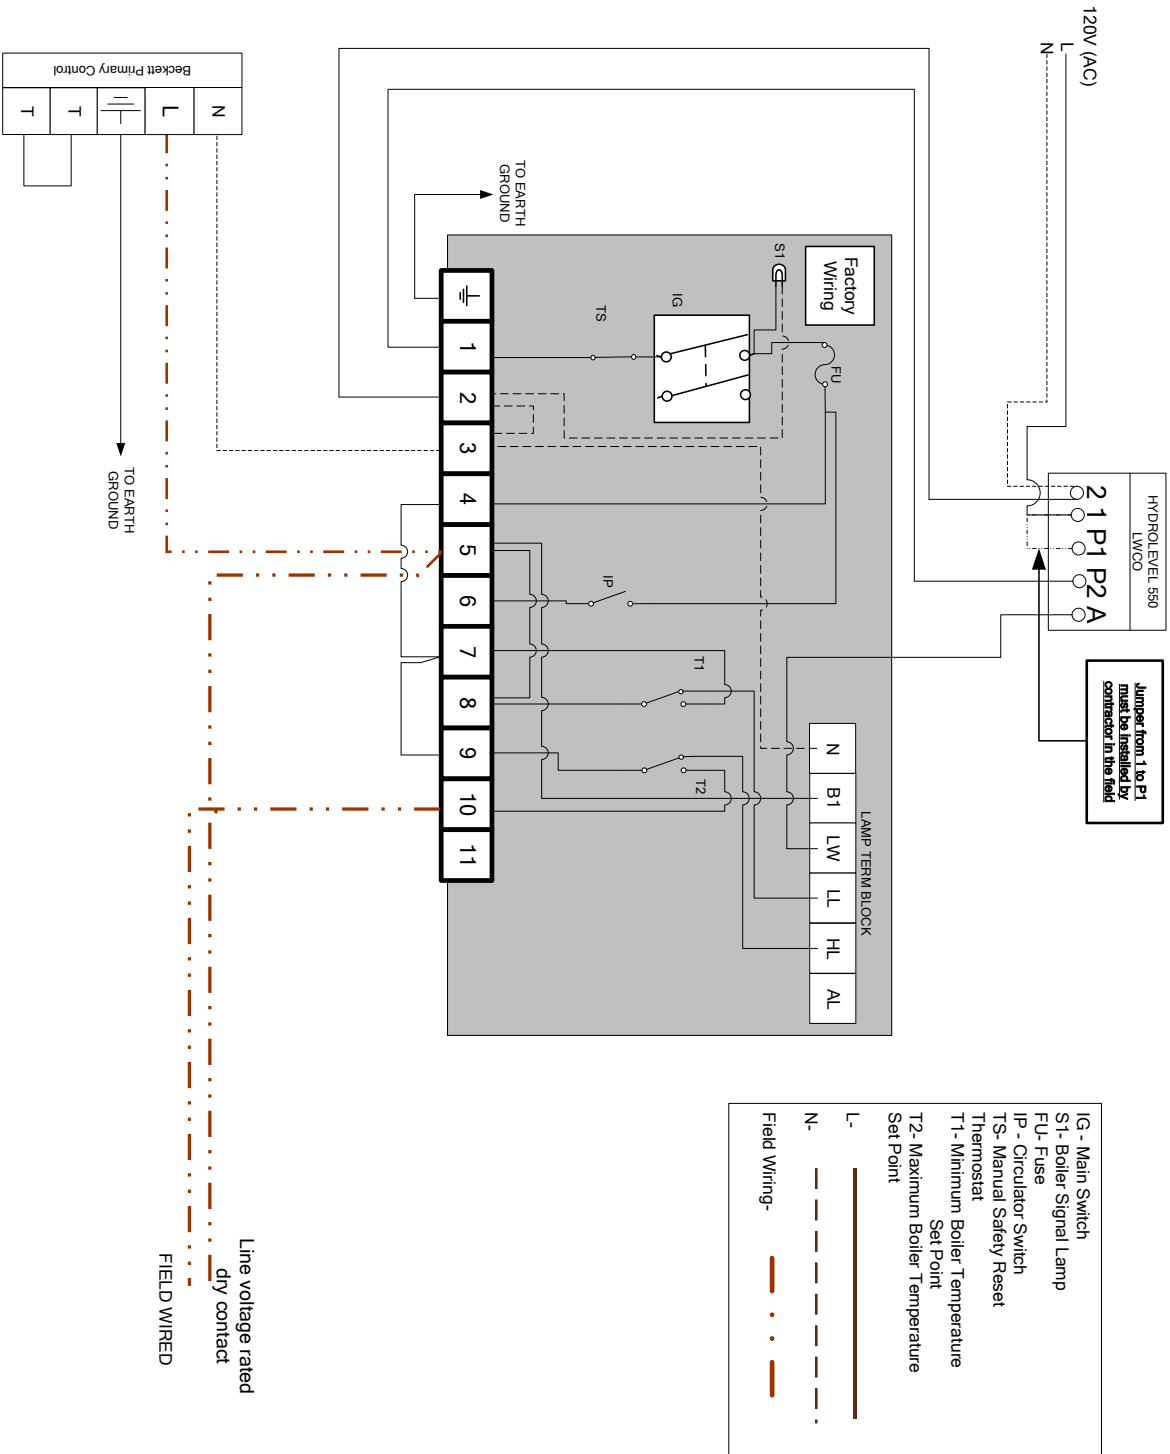 120V (AC)
L
N
HYDROLEVEL 550
LWCO
2
1
P1
P2
A
Jumper from 1 to P1
must be installed by
contractor in the field
Beckett Primary Control
T
T
L
N
TO EARTH
GROUND
TO EARTH
GROUND
Factory
Wiring
S1
FU
IG
TS
IP
T1
T2
LAMP TERM BLOCK
N
B1
LW
LL
HL
AL
1
2
3
4
5
6
7
8
9
10
11
Line voltage rated
dry contact
FIELD WIRED
IG - Main Switch
S1- Boiler Signal Lamp
FU- Fuse
IP - Circulator Switch
TS- Manual Safety Reset
Thermostat
T1- Minimum Boiler Temperature
Set Point
T2- Maximum Boiler Temperature
Set Point
L-
N-
Field Wiring-